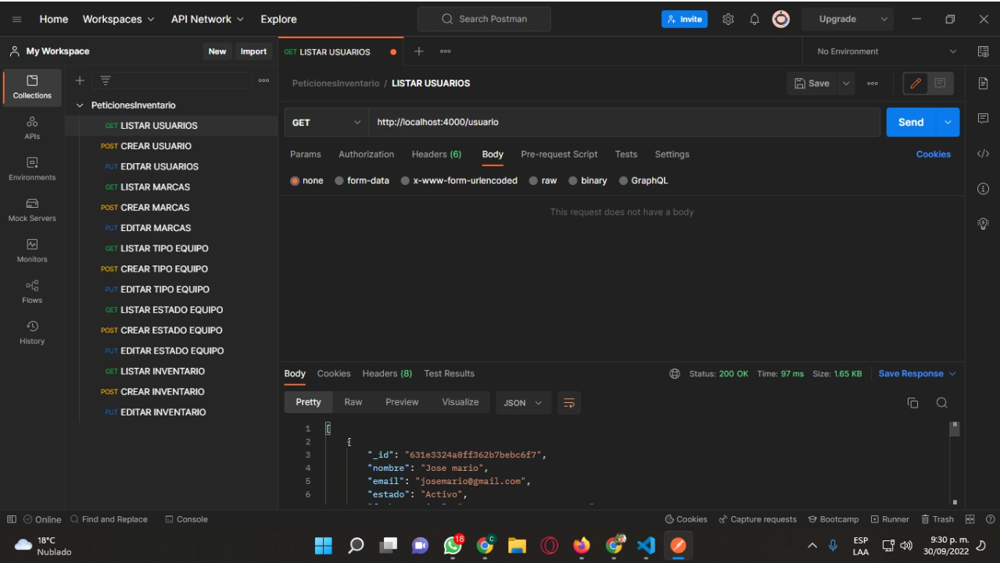 Home Workspaces API Network Explore Search Postman Invite Upgrade
My Workspace New Import GET LISTAR USUARIOS No Environment
Collections
APIs
Environments
Mock Servers
Monitors
Flows
History
PeticionesInventario
GET LISTAR USUARIOS
POST CREAR USUARIO
PUT EDITAR USUARIOS
GET LISTAR MARCAS
POST CREAR MARCAS
PUT EDITAR MARCAS
GET LISTAR TIPO EQUIPO
POST CREAR TIPO EQUIPO
PUT EDITAR TIPO EQUIPO
GET LISTAR ESTADO EQUIPO
POST CREAR ESTADO EQUIPO
PUT EDITAR ESTADO EQUIPO
GET LISTAR INVENTARIO
POST CREAR INVENTARIO
PUT EDITAR INVENTARIO
PeticionesInventario / LISTAR USUARIOS Save
GET http://localhost:4000/usuario Send
Params Authorization Headers (6) Body Pre-request Script Tests Settings Cookies
none form-data x-www-form-urlencoded raw binary GraphQL
This request does not have a body
Body Cookies Headers (8) Test Results Status: 200 OK Time: 97 ms Size: 1.65 KB Save Response
Pretty Raw Preview Visualize JSON
1 [
2 {
3 "_id": "631e3324a0ff362b7bebc6f7",
4 "nombre": "Jose mario",
5 "email": "josemario@gmail.com",
6 "estado": "Activo",
Online Find and Replace Console Cookies Capture requests Bootcamp Runner Trash
18°C
Nublado
18
C
ESP
LAA
9:30 p. m.
30/09/2022